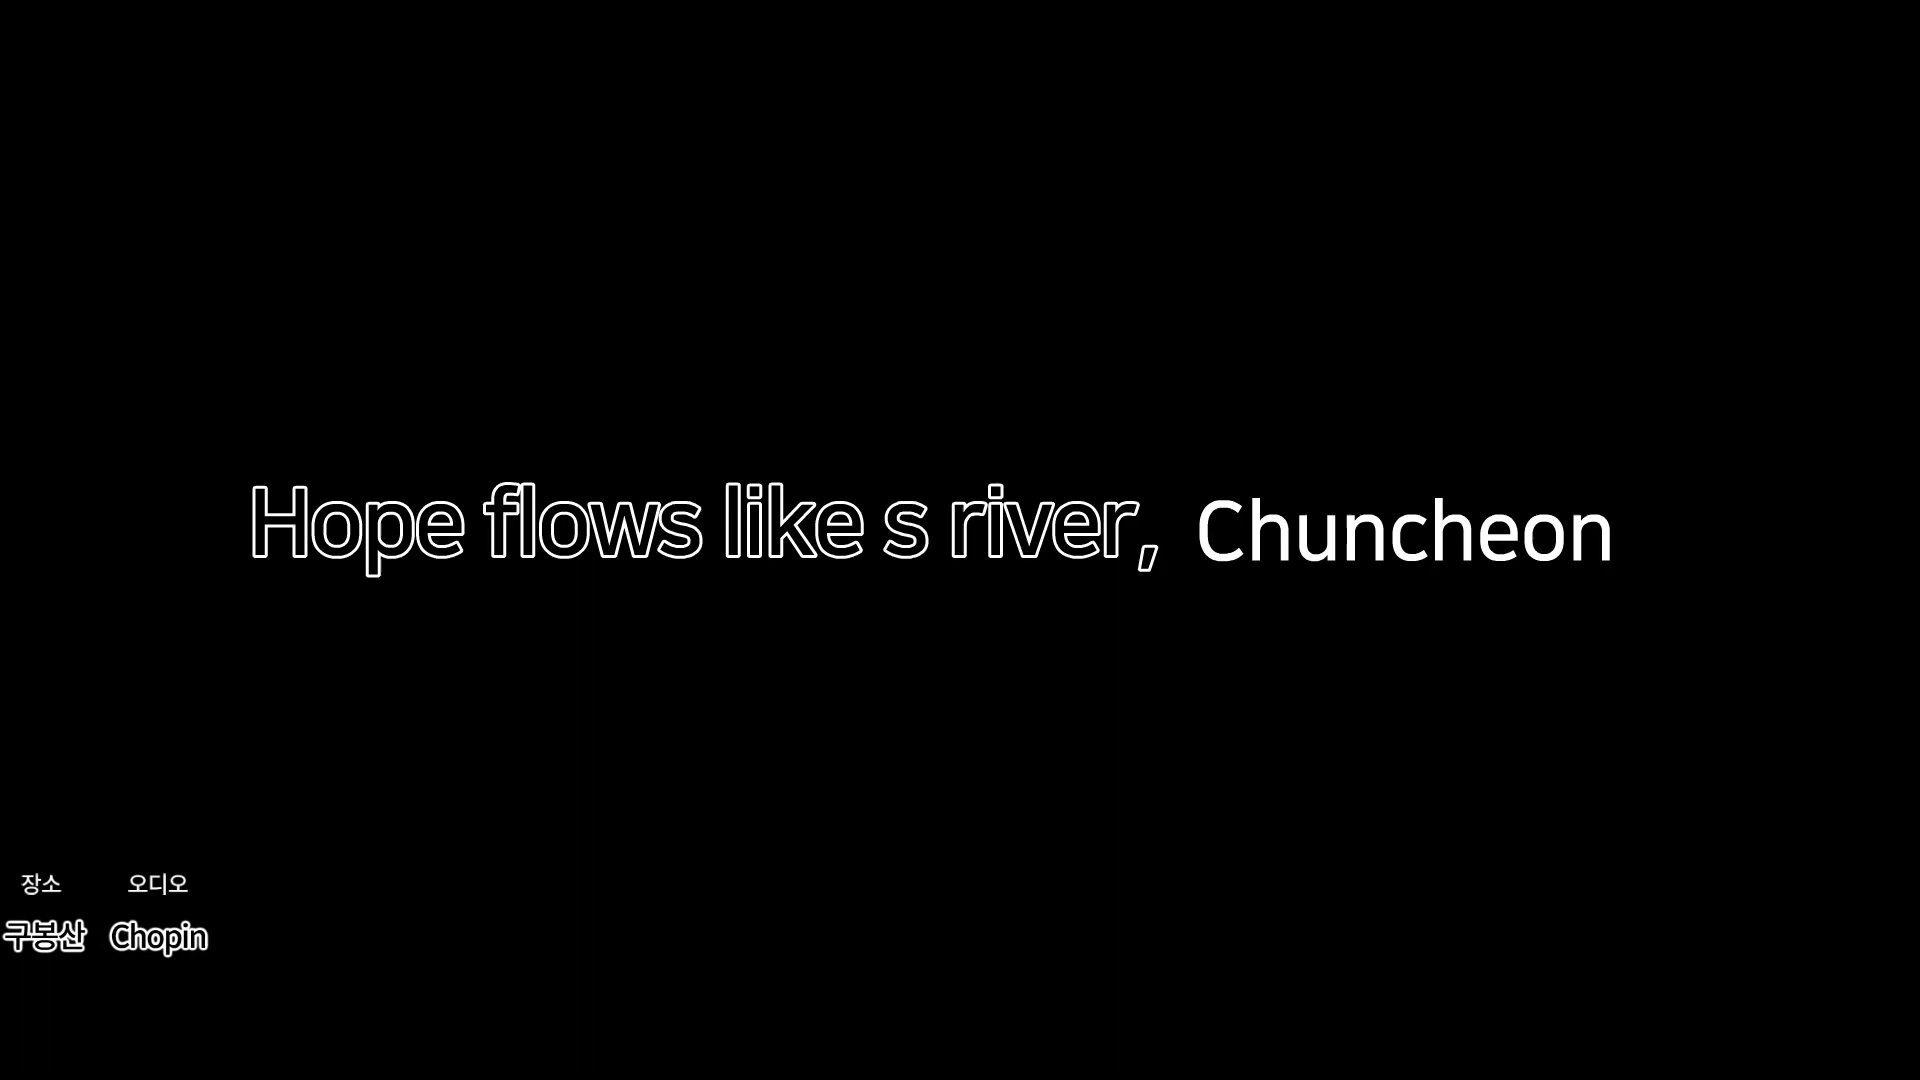 Hope flows like s river, Chuncheon
장소 오디오
구봉산 Chopin